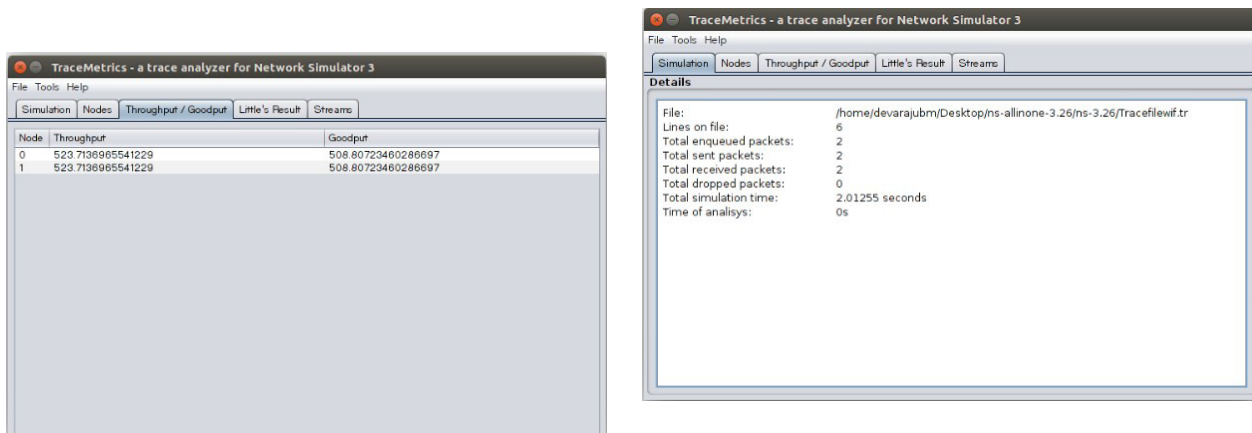 TraceMetrics - a trace analyzer for Network Simulator 3
File Tools Help
Simulation Nodes Throughput / Goodput Little's Result Streams
Node Throughput Goodput
0 523.7136965541229 508.80723460286697
1 523.7136965541229 508.80723460286697
TraceMetrics - a trace analyzer for Network Simulator 3
File Tools Help
Simulation Nodes Throughput / Goodput Little's Result Streams
Details
File: /home/devarajubm/Desktop/ns-allinone-3.26/ns-3.26/Tracefilewif.tr
Lines on file: 6
Total enqueued packets: 2
Total sent packets: 2
Total received packets: 2
Total dropped packets: 0
Total simulation time: 2.01255 seconds
Time of analisys: 0s